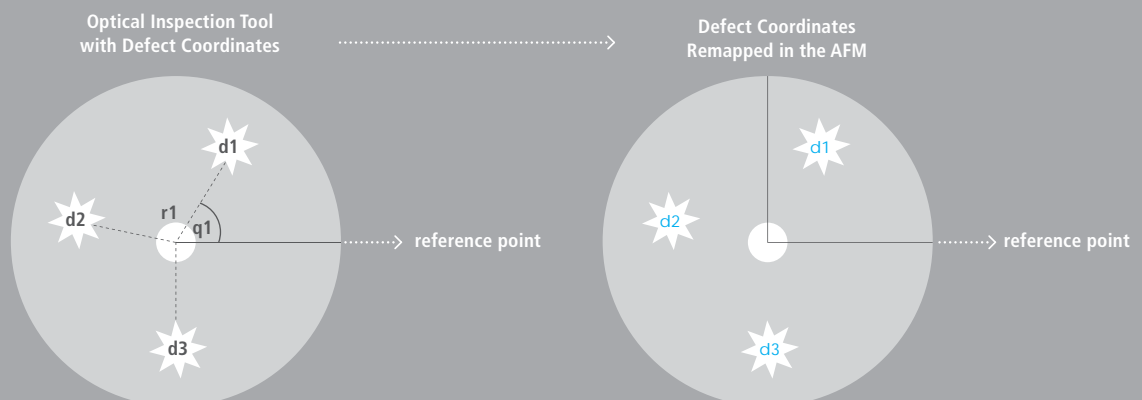 Optical Inspection Tool
with Defect Coordinates
Defect Coordinates
Remapped in the AFM
d1
d2
r1
q1
reference point
d3
d1
d2
reference point
d3